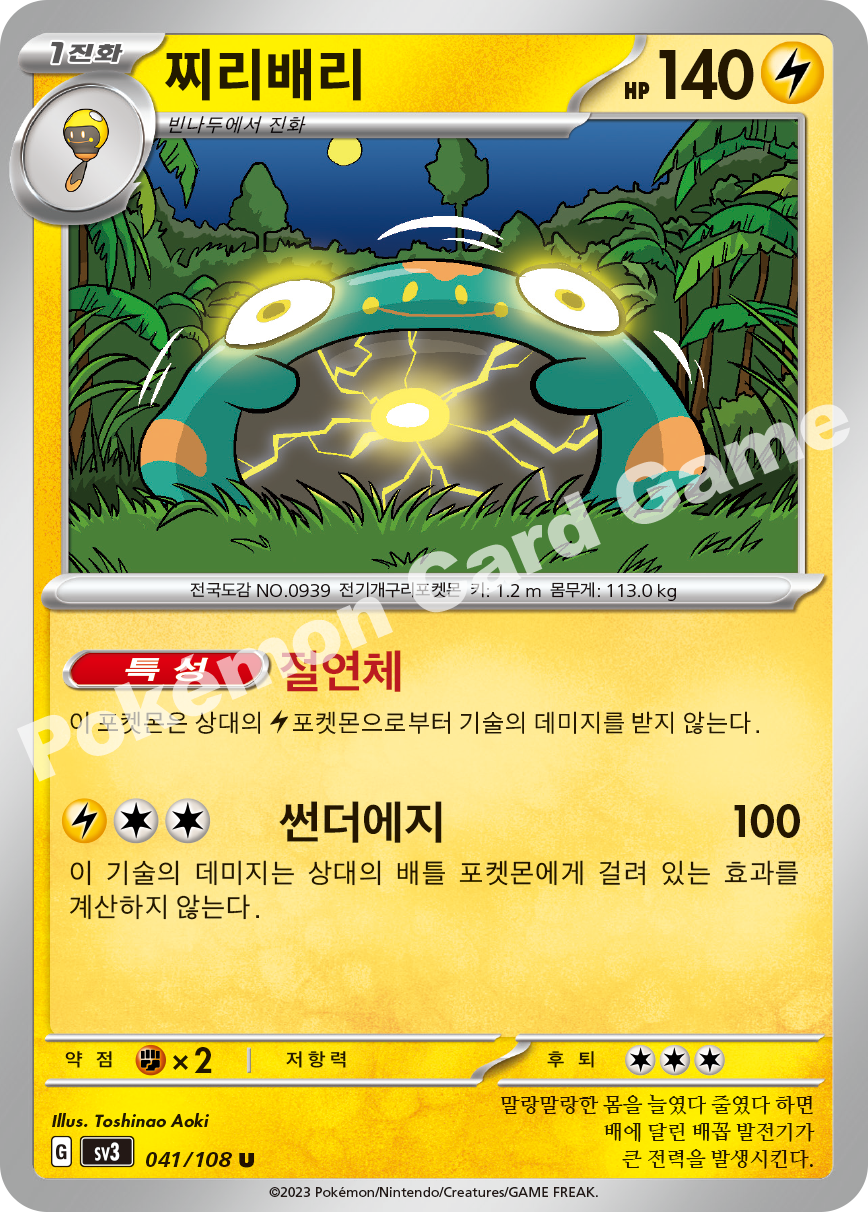 1진화 찌리배리 HP 140
빈나두에서 진화
전국도감 NO.0939 전기개구리포켓몬 키: 1.2 m 몸무게: 113.0 kg
특성 절연체
이 포켓몬은 상대의 포켓몬으로부터 기술의 데미지를 받지 않는다.
썬더에지 100
이 기술의 데미지는 상대의 배틀 포켓몬에게 걸려 있는 효과를
계산하지 않는다.
약점 ×2 저항력 후퇴
Illus. Toshinao Aoki
G SV3 041/108 U
말랑말랑한 몸을 늘였다 줄였다 하면
배에 달린 배꼽 발전기가
큰 전력을 발생시킨다.
©2023 Pokémon/Nintendo/Creatures/GAME FREAK.
Pokémon Card Game